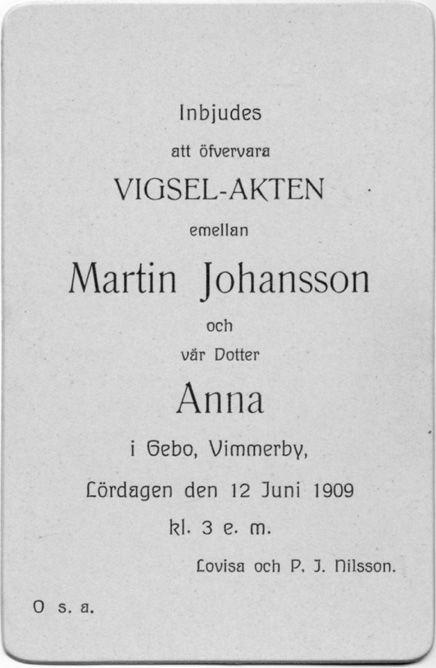 Inbjudes
att öfvervara
VIGSEL-AKTEN
emellan
Martin Johansson
och
vår Dotter
Anna
i Gebo, Vimmerby,
Lördagen den 12 Juni 1909
kl. 3 e. m.
Lovisa och P. J. Nilsson.
O s. a.